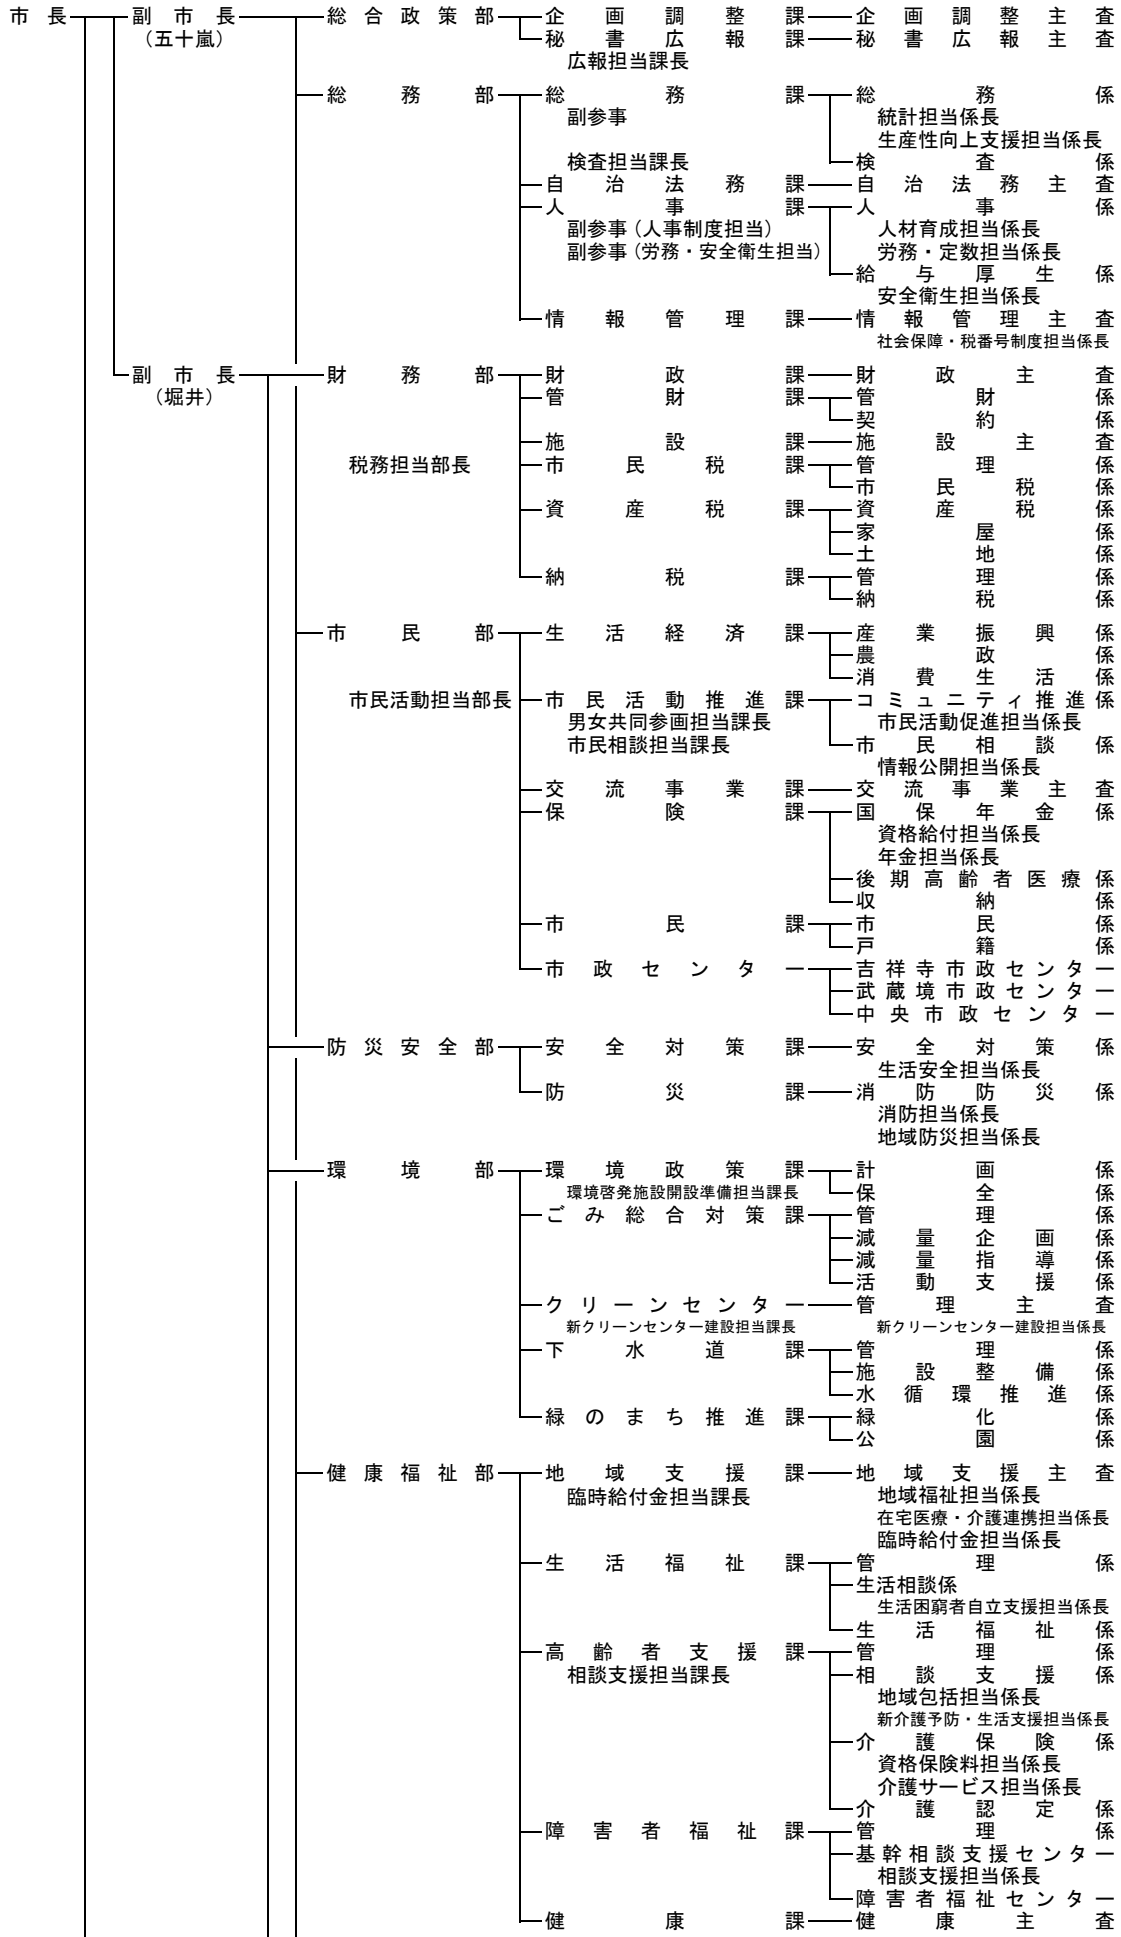 市長 副市長 総合政策部 企画調整課 企画調整主査
（五十嵐） 秘書広報課 秘書広報主査
広報担当課長
総務部 総務課 総務係
副参事 統計担当係長
生産性向上支援担当係長
検査担当課長 検査係
自治法務課 自治法務主査
人事課 人事係
副参事（人事制度担当） 人材育成担当係長
副参事（労務・安全衛生担当） 労務・定数担当係長
給与厚生係
安全衛生担当係長
情報管理課 情報管理主査
社会保障・税番号制度担当係長
副市長 財務部 財政課 財政主査
（堀井） 管財課 管財係
契約係
施設課 施設主査
税務担当部長 市民税課 管理係
市民税係
資産税課 資産税係
家屋係
土地係
納税課 管理係
納税係
市民部 生活経済課 産業振興係
農政係
消費生活係
市民活動担当部長 市民活動推進課 コミュニティ推進係
男女共同参画担当課長 市民活動促進担当係長
市民相談担当課長 市民相談係
情報公開担当係長
交流事業課 交流事業主査
保険課 国保年金係
資格給付担当係長
年金担当係長
後期高齢者医療係
収納係
市民課 市民係
戸籍係
市政センター 吉祥寺市政センター
武蔵境市政センター
中央市政センター
防災安全部 安全対策課 安全対策係
生活安全担当係長
防災課 消防防災係
消防担当係長
地域防災担当係長
環境部 環境政策課 計画係
環境啓発施設開設準備担当課長 保全係
ごみ総合対策課 管理係
減量企画係
減量指導係
活動支援係
クリーンセンター 管理主査
新クリーンセンター建設担当課長 新クリーンセンター建設担当係長
下水道課 管理係
施設整備係
水循環推進係
緑のまち推進課 緑化係
公園係
健康福祉部 地域支援課 地域支援主査
臨時給付金担当課長 地域福祉担当係長
在宅医療・介護連携担当係長
臨時給付金担当係長
生活福祉課 管理係
生活相談係
生活困窮者自立支援担当係長
生活福祉係
高齢者支援課 管理係
相談支援担当課長 相談支援係
地域包括担当係長
新介護予防・生活支援担当係長
介護保険係
資格保険料担当係長
介護サービス担当係長
介護認定係
障害者福祉課 管理係
基幹相談支援センター
相談支援担当係長
障害者福祉センター
健康課 健康主査